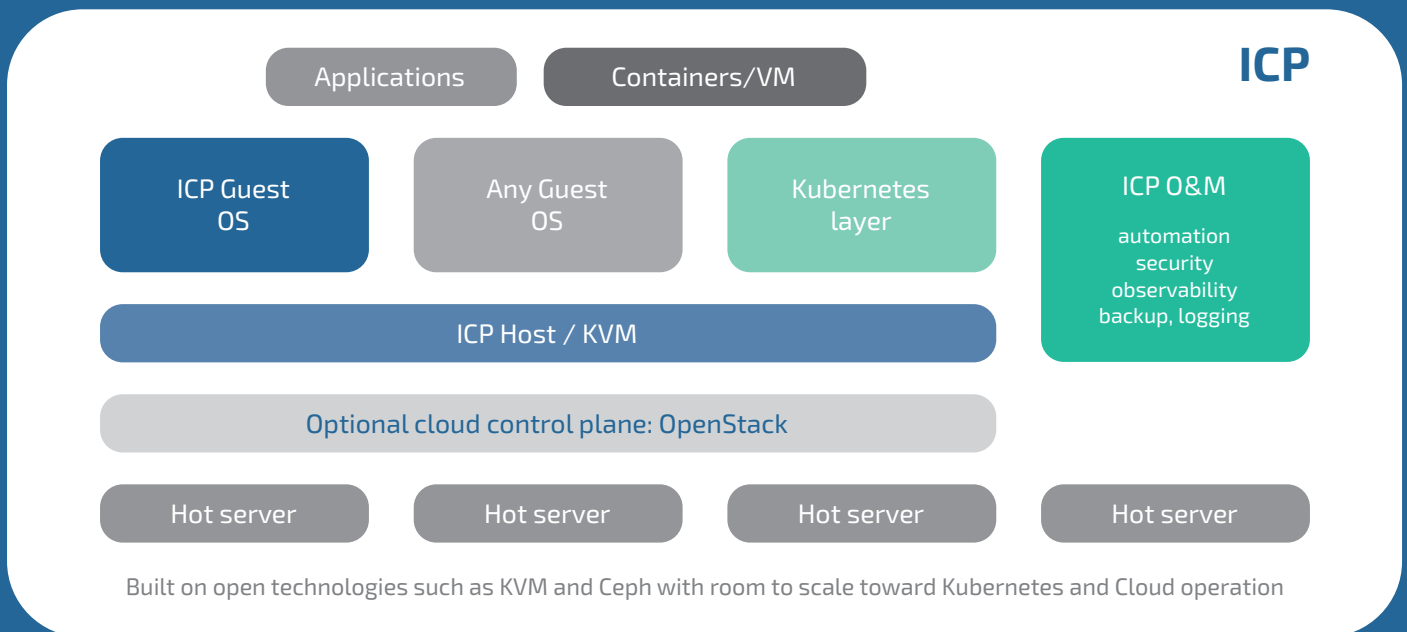 Applications
Containers/VM
ICP
ICP Guest
OS
Any Guest
OS
Kubernetes
layer
ICP O&M
automation
security
observability
backup, logging
ICP Host / KVM
Optional cloud control plane: OpenStack
Hot server
Hot server
Hot server
Hot server
Built on open technologies such as KVM and Ceph with room to scale toward Kubernetes and Cloud operation